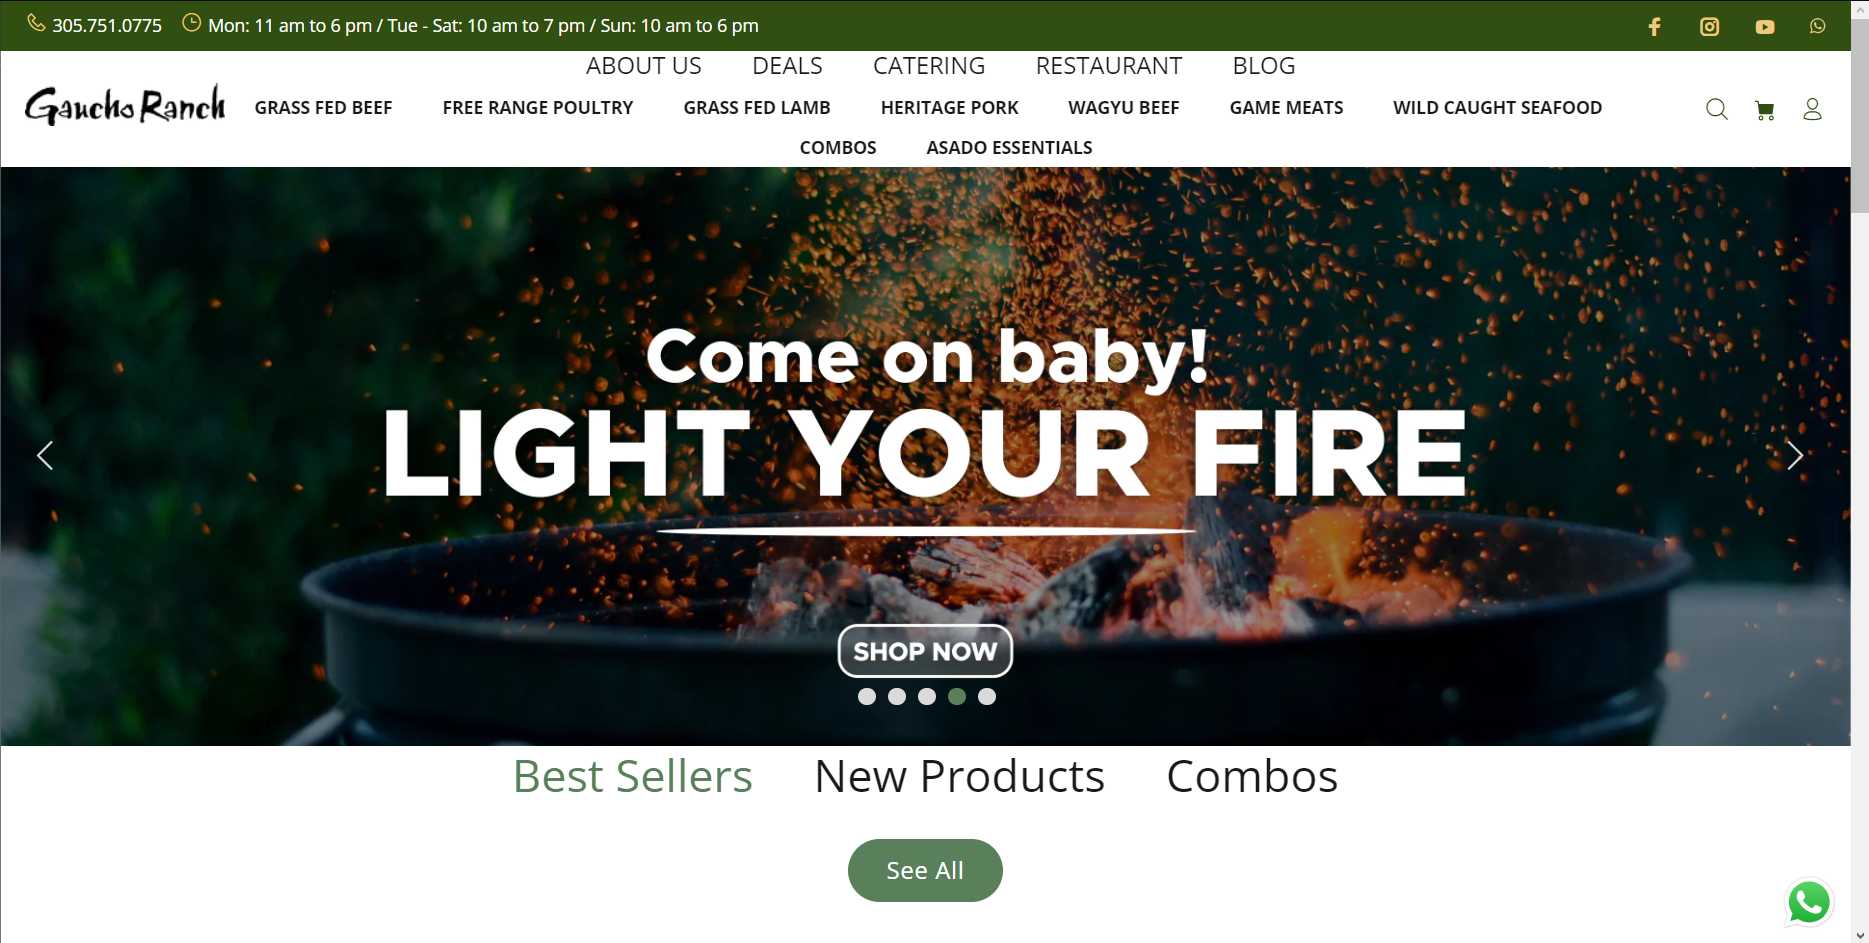 305.751.0775 Mon: 11 am to 6 pm / Tue - Sat: 10 am to 7 pm / Sun: 10 am to 6 pm
ABOUT US DEALS CATERING RESTAURANT BLOG
Gaucho Ranch
GRASS FED BEEF FREE RANGE POULTRY GRASS FED LAMB HERITAGE PORK WAGYU BEEF GAME MEATS WILD CAUGHT SEAFOOD
COMBOS ASADO ESSENTIALS
Come on baby!
LIGHT YOUR FIRE
SHOP NOW
Best Sellers New Products Combos
See All